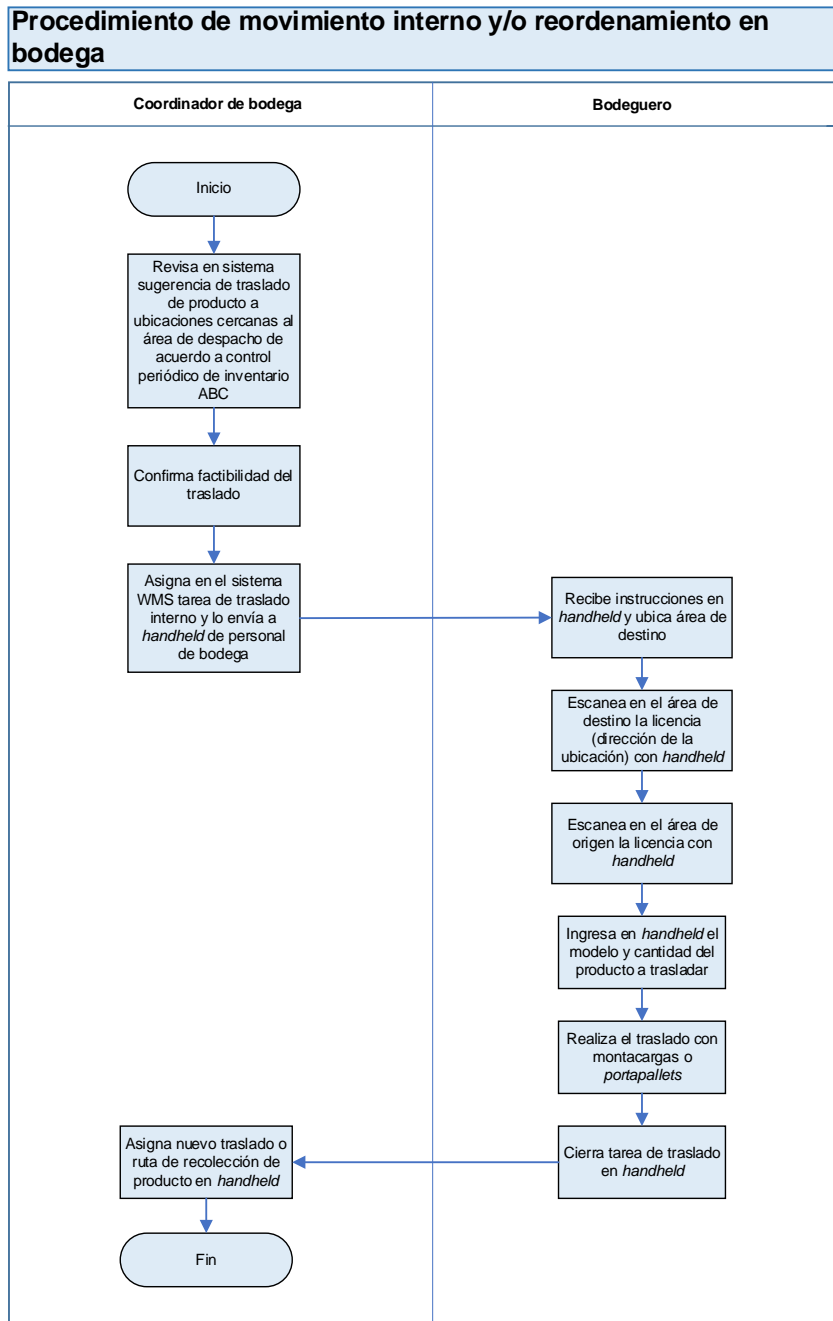 Procedimiento de movimiento interno y/o reordenamiento en
bodega
Coordinador de bodega
Bodeguero
Inicio
Revisa en sistema
sugerencia de traslado
de producto a
ubicaciones cercanas al
área de despacho de
acuerdo a control
periódico de inventario
ABC
Confirma factibilidad del
traslado
Asigna en el sistema
WMS tarea de traslado
interno y lo envía a
handheld de personal
de bodega
Recibe instrucciones en
handheld y ubica área de
destino
Escanea en el área de
destino la licencia
(dirección de la
ubicación) con handheld
Escanea en el área de
origen la licencia con
handheld
Ingresa en handheld el
modelo y cantidad del
producto a trasladar
Realiza el traslado con
montacargas o
portapallets
Cierra tarea de traslado
en handheld
Asigna nuevo traslado o
ruta de recolección de
producto en handheld
Fin